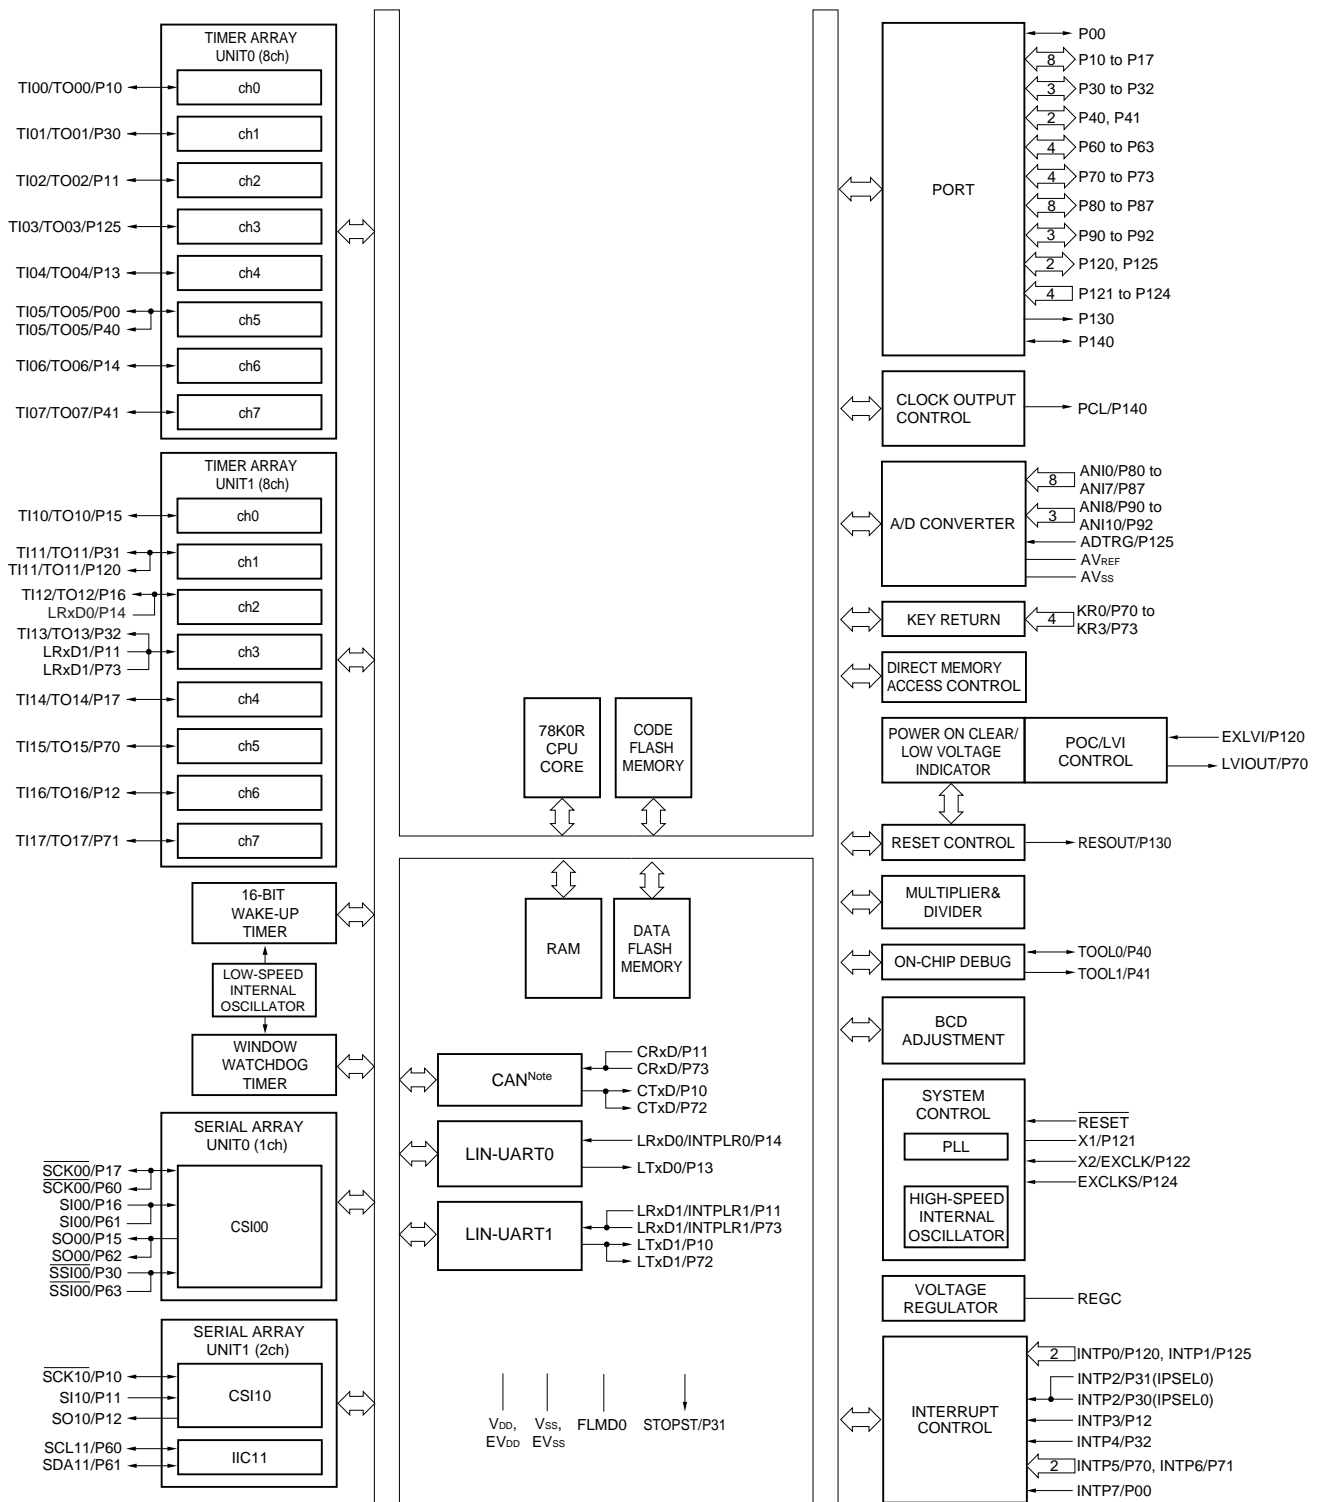 TIMER ARRAY
UNIT0 (8ch)
TI00/TO00/P10
ch0
TI01/TO01/P30
ch1
TI02/TO02/P11
ch2
TI03/TO03/P125
ch3
TI04/TO04/P13
ch4
TI05/TO05/P00
TI05/TO05/P40
ch5
TI06/TO06/P14
ch6
TI07/TO07/P41
ch7
TIMER ARRAY
UNIT1 (8ch)
TI10/TO10/P15
ch0
TI11/TO11/P31
TI11/TO11/P120
ch1
TI12/TO12/P16
LRxD0/P14
ch2
TI13/TO13/P32
LRxD1/P11
LRxD1/P73
ch3
TI14/TO14/P17
ch4
TI15/TO15/P70
ch5
TI16/TO16/P12
ch6
TI17/TO17/P71
ch7
16-BIT
WAKE-UP
TIMER
LOW-SPEED
INTERNAL
OSCILLATOR
WINDOW
WATCHDOG
TIMER
SERIAL ARRAY
UNIT0 (1ch)
SCK00/P17
SCK00/P60
SI00/P16
SI00/P61
SO00/P15
SO00/P62
SSI00/P30
SSI00/P63
CSI00
SERIAL ARRAY
UNIT1 (2ch)
SCK10/P10
SI10/P11
SO10/P12
CSI10
SCL11/P60
SDA11/P61
IIC11
78K0R
CPU
CORE
CODE
FLASH
MEMORY
RAM
DATA
FLASH
MEMORY
CANNote
CRxD/P11
CRxD/P73
CTxD/P10
CTxD/P72
LIN-UART0
LRxD0/INTPLR0/P14
LTxD0/P13
LIN-UART1
LRxD1/INTPLR1/P11
LRxD1/INTPLR1/P73
LTxD1/P10
LTxD1/P72
VDD,
EVDD
VSS,
EVSS
FLMD0
STOPST/P31
PORT
P00
8 P10 to P17
3 P30 to P32
2 P40, P41
4 P60 to P63
4 P70 to P73
8 P80 to P87
3 P90 to P92
2 P120, P125
4 P121 to P124
P130
P140
CLOCK OUTPUT
CONTROL
PCL/P140
A/D CONVERTER
8 ANI0/P80 to
ANI7/P87
3 ANI8/P90 to
ANI10/P92
ADTRG/P125
AVREF
AVSS
KEY RETURN
4 KR0/P70 to
KR3/P73
DIRECT MEMORY
ACCESS CONTROL
POWER ON CLEAR/
LOW VOLTAGE
INDICATOR
POC/LVI
CONTROL
EXLVI/P120
LVIOUT/P70
RESET CONTROL
RESOUT/P130
MULTIPLIER&
DIVIDER
ON-CHIP DEBUG
TOOL0/P40
TOOL1/P41
BCD
ADJUSTMENT
SYSTEM
CONTROL
PLL
HIGH-SPEED
INTERNAL
OSCILLATOR
RESET
X1/P121
X2/EXCLK/P122
EXCLKS/P124
VOLTAGE
REGULATOR
REGC
INTERRUPT
CONTROL
2 INTP0/P120, INTP1/P125
INTP2/P31(IPSEL0)
INTP2/P30(IPSEL0)
INTP3/P12
INTP4/P32
2 INTP5/P70, INTP6/P71
INTP7/P00